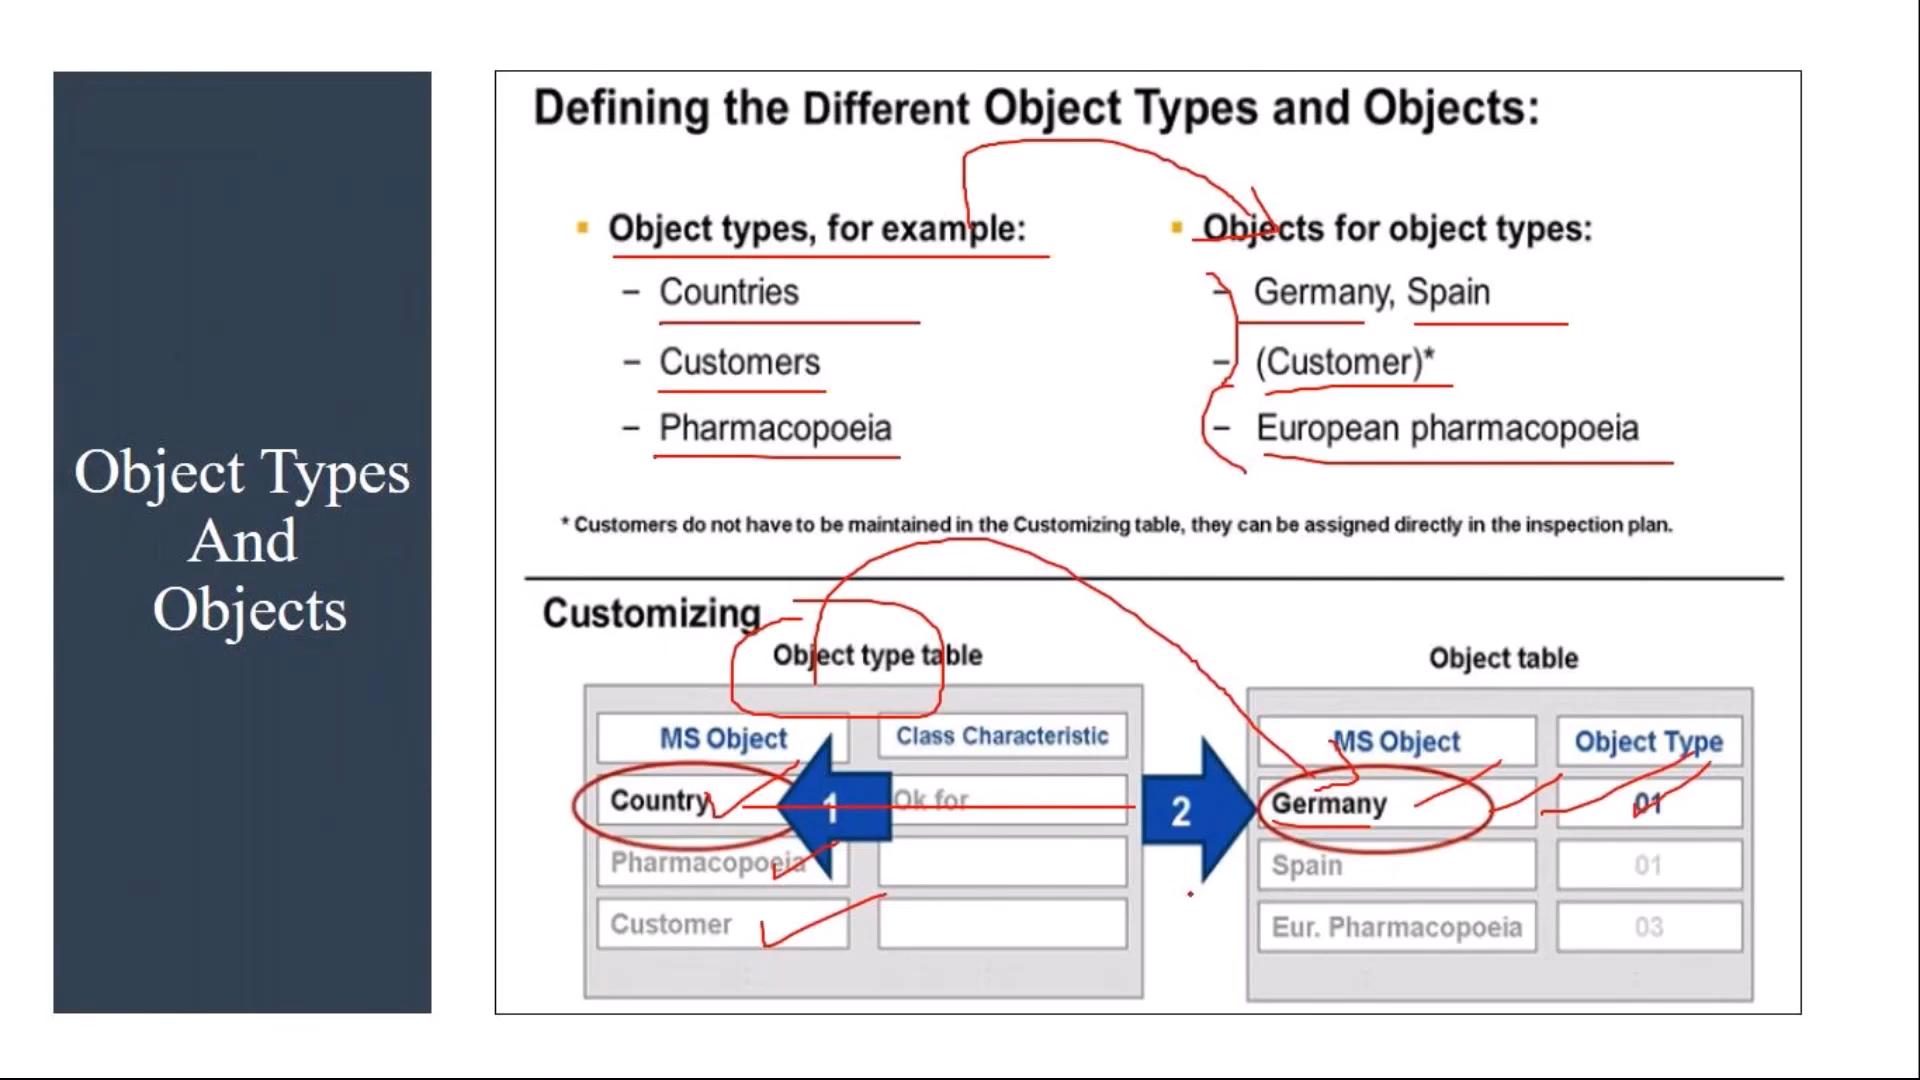 Object Types
And
Objects
Defining the Different Object Types and Objects:
Object types, for example:
– Countries
– Customers
– Pharmacopoeia
Objects for object types:
– Germany, Spain
– (Customer)*
– European pharmacopoeia
* Customers do not have to be maintained in the Customizing table, they can be assigned directly in the inspection plan.
Customizing
Object type table
MS Object Class Characteristic
Country Ok for
Pharmacopoeia
Customer
1
2
Object table
MS Object Object Type
Germany 01
Spain 01
Eur. Pharmacopoeia 03